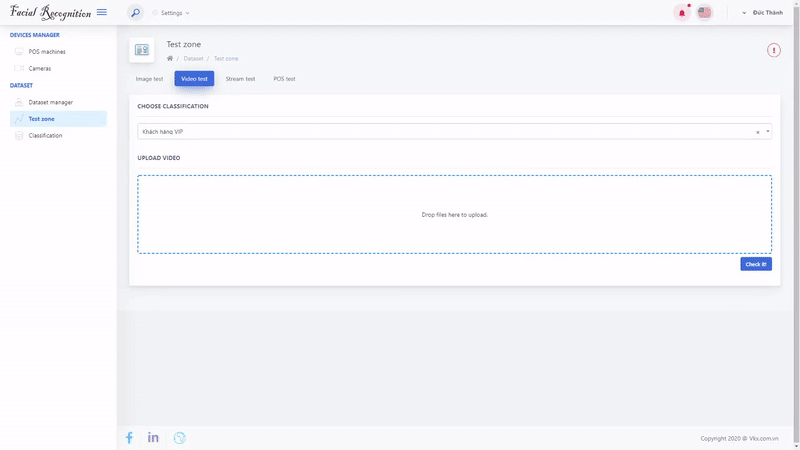 Facial Recognition
Settings
Đức Thành
DEVICES MANAGER
POS machines
Cameras
DATASET
Dataset manager
Test zone
Classification
Test zone
/ Dataset / Test zone
Image test
Video test
Stream test
POS test
CHOOSE CLASSIFICATION
Khách hàng VIP
× 
UPLOAD VIDEO
Drop files here to upload.
Check it!
Copyright 2020 @ Vks.com.vn